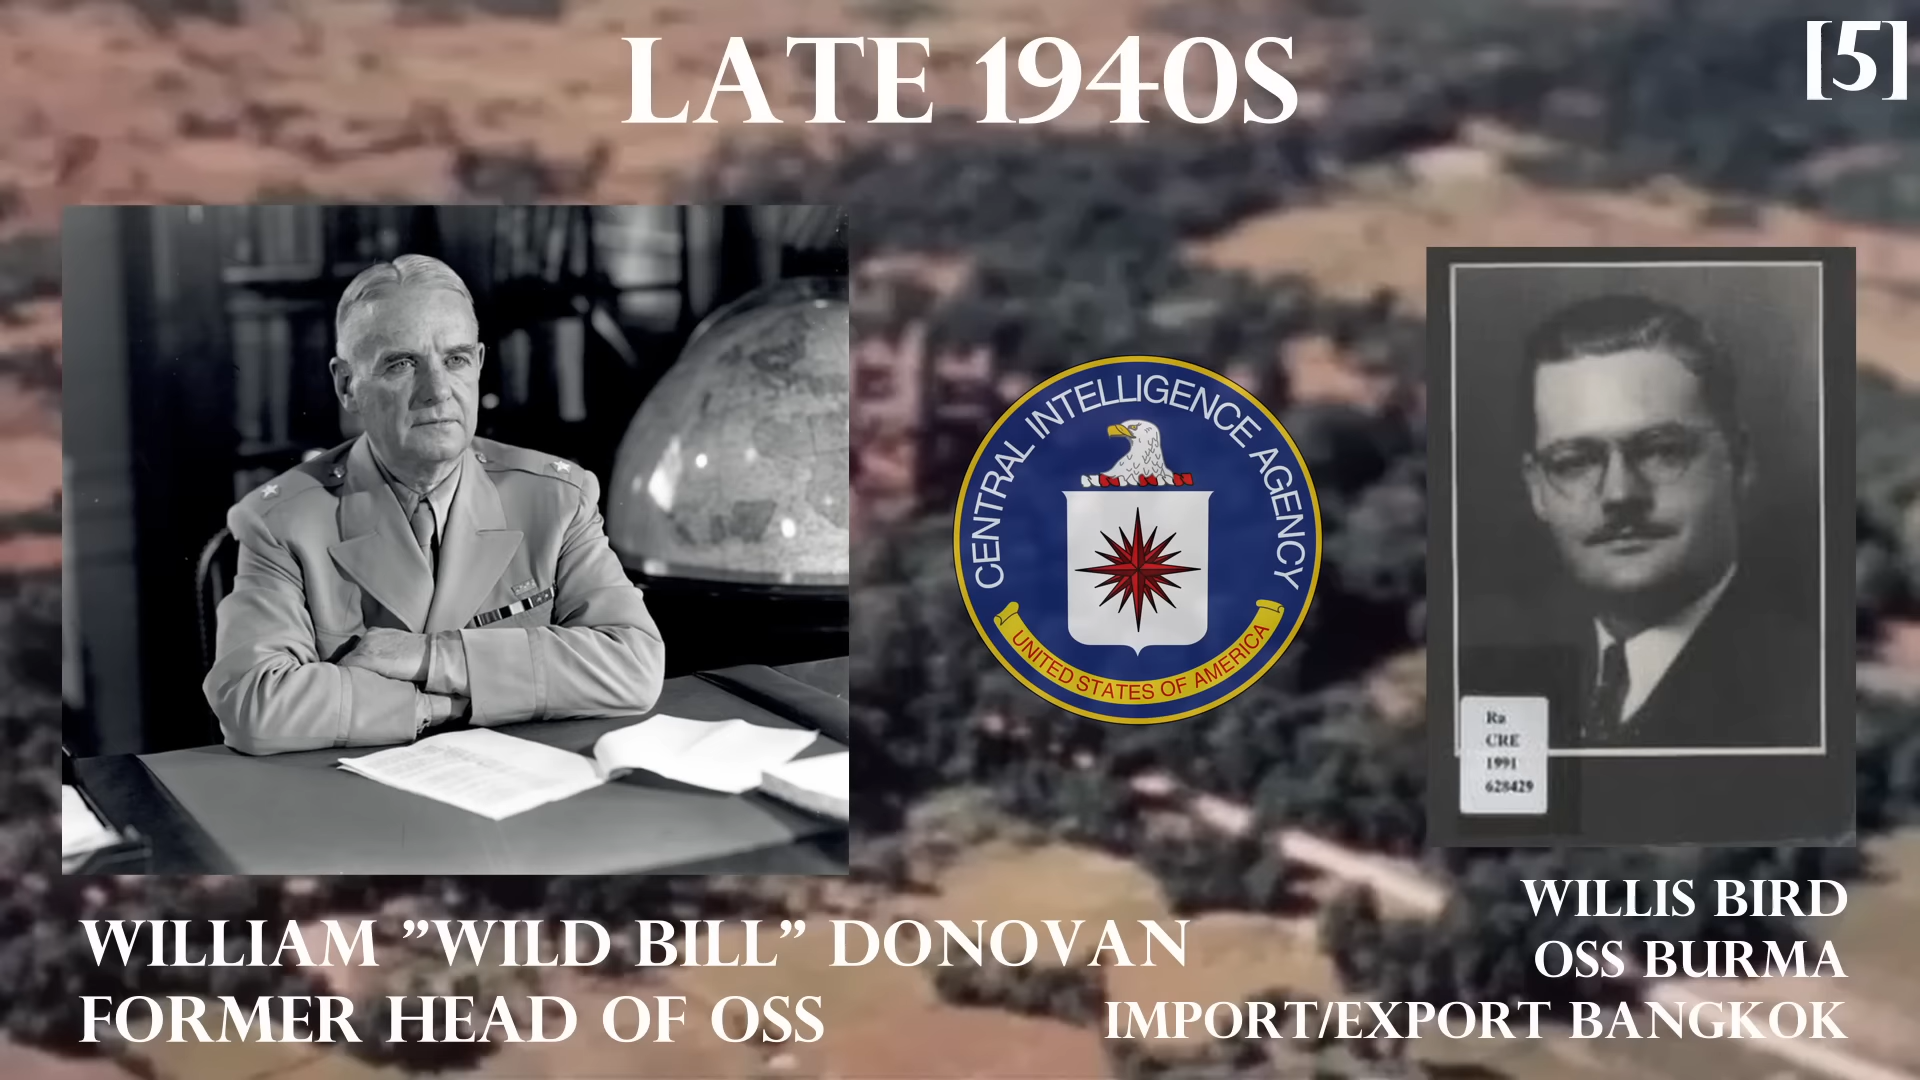 LATE 1940S
[5]
CENTRAL INTELLIGENCE AGENCY
UNITED STATES OF AMERICA
Ra
CRE
1991
628429
WILLIAM ”WILD BILL” DONOVAN
FORMER HEAD OF OSS
WILLIS BIRD
OSS BURMA
IMPORT/EXPORT BANGKOK